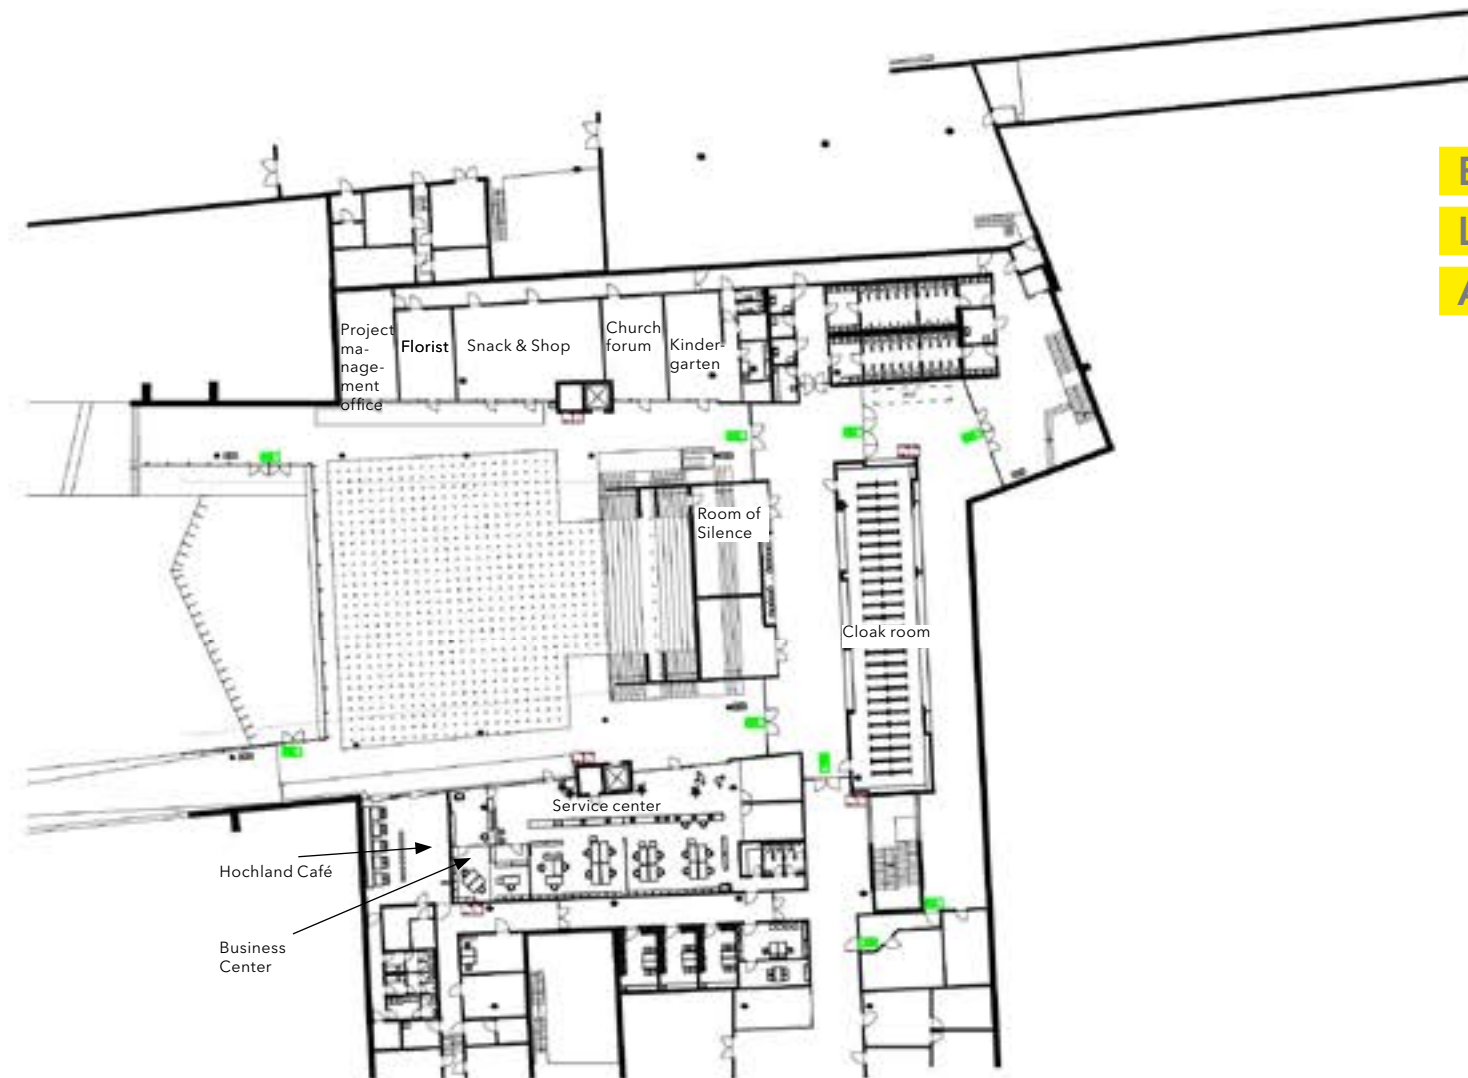 Project
ma-
nage-
ment
office
Florist
Snack & Shop
Church
forum
Kinder-
garten
Room of
Silence
Cloak room
Service center
Hochland Café
Business
Center
E
L
A